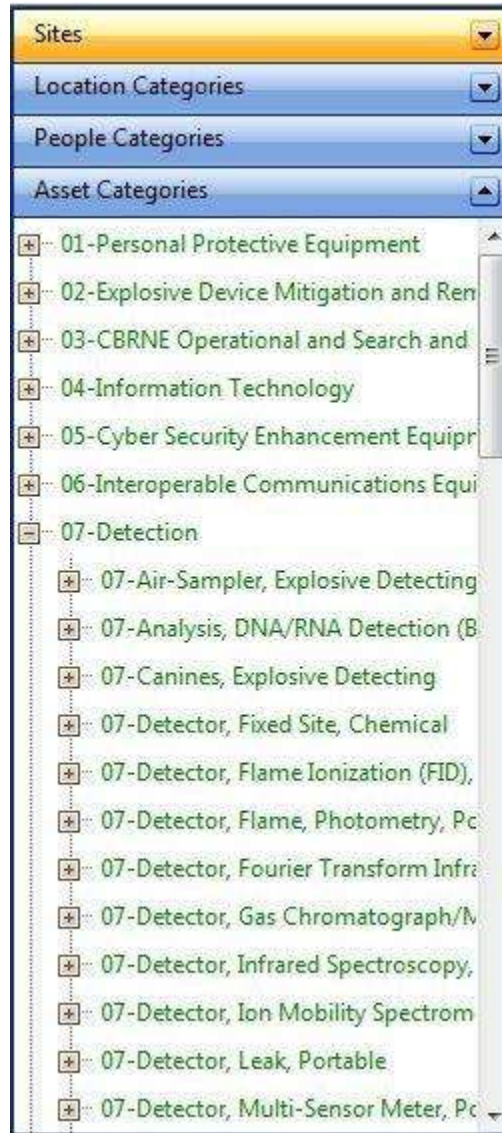 Sites
Location Categories
People Categories
Asset Categories
01-Personal Protective Equipment
02-Explosive Device Mitigation and Rem
03-CBRNE Operational and Search and
04-Information Technology
05-Cyber Security Enhancement Equipr
06-Interoperable Communications Equi
07-Detection
07-Air-Sampler, Explosive Detecting
07-Analysis, DNA/RNA Detection (B
07-Canines, Explosive Detecting
07-Detector, Fixed Site, Chemical
07-Detector, Flame Ionization (FID),
07-Detector, Flame, Photometry, Po
07-Detector, Fourier Transform Infra
07-Detector, Gas Chromatograph/M
07-Detector, Infrared Spectroscopy,
07-Detector, Ion Mobility Spectrom
07-Detector, Leak, Portable
07-Detector, Multi-Sensor Meter, Po